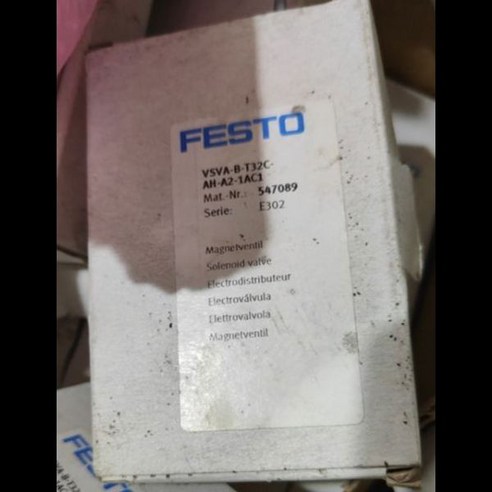 FESTO
VSVA-B-T32C-
AH-A2-1AC1
Mat.-Nr.: 547089
Serie: E302
Magnetventil
Solenoid valve
Electrodistributeur
Electroválvula
Elettrovalvola
Magnetventil
FESTO